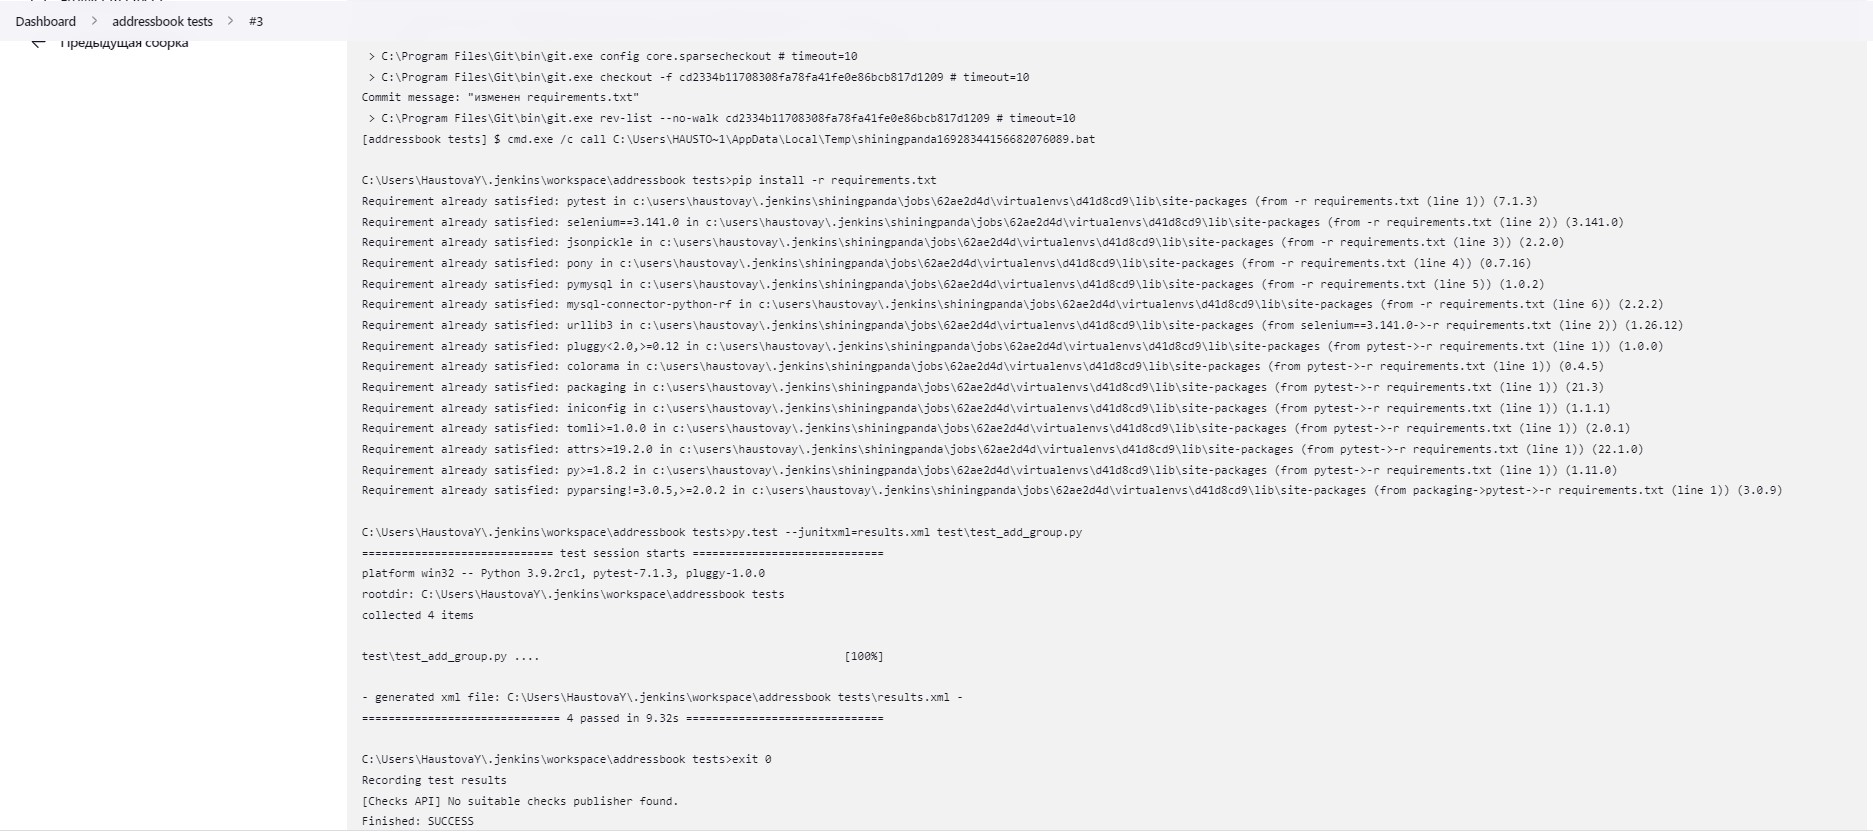 Dashboard > addressbook tests > #3
Предыдущая сборка
> C:\Program Files\Git\bin\git.exe config core.sparsecheckout # timeout=10
> C:\Program Files\Git\bin\git.exe checkout -f cd2334b11708308fa78fa41fe0e86bcb817d1209 # timeout=10
Commit message: "изменен requirements.txt"
> C:\Program Files\Git\bin\git.exe rev-list --no-walk cd2334b11708308fa78fa41fe0e86bcb817d1209 # timeout=10
[addressbook tests] $ cmd.exe /c call C:\Users\HAUSTO~1\AppData\Local\Temp\shiningpanda16928344156682076089.bat
C:\Users\HaustovaY\.jenkins\workspace\addressbook tests>pip install -r requirements.txt
Requirement already satisfied: pytest in c:\users\haustovay\.jenkins\shiningpanda\jobs\62ae2d4d\virtualenvs\d41d8cd9\lib\site-packages (from -r requirements.txt (line 1)) (7.1.3)
Requirement already satisfied: selenium==3.141.0 in c:\users\haustovay\.jenkins\shiningpanda\jobs\62ae2d4d\virtualenvs\d41d8cd9\lib\site-packages (from -r requirements.txt (line 2)) (3.141.0)
Requirement already satisfied: jsonpickle in c:\users\haustovay\.jenkins\shiningpanda\jobs\62ae2d4d\virtualenvs\d41d8cd9\lib\site-packages (from -r requirements.txt (line 3)) (2.2.0)
Requirement already satisfied: pony in c:\users\haustovay\.jenkins\shiningpanda\jobs\62ae2d4d\virtualenvs\d41d8cd9\lib\site-packages (from -r requirements.txt (line 4)) (0.7.16)
Requirement already satisfied: pymysql in c:\users\haustovay\.jenkins\shiningpanda\jobs\62ae2d4d\virtualenvs\d41d8cd9\lib\site-packages (from -r requirements.txt (line 5)) (1.0.2)
Requirement already satisfied: mysql-connector-python-rf in c:\users\haustovay\.jenkins\shiningpanda\jobs\62ae2d4d\virtualenvs\d41d8cd9\lib\site-packages (from -r requirements.txt (line 6)) (2.2.2)
Requirement already satisfied: urllib3 in c:\users\haustovay\.jenkins\shiningpanda\jobs\62ae2d4d\virtualenvs\d41d8cd9\lib\site-packages (from selenium==3.141.0->-r requirements.txt (line 2)) (1.26.12)
Requirement already satisfied: pluggy<2.0,>=0.12 in c:\users\haustovay\.jenkins\shiningpanda\jobs\62ae2d4d\virtualenvs\d41d8cd9\lib\site-packages (from pytest->-r requirements.txt (line 1)) (1.0.0)
Requirement already satisfied: colorama in c:\users\haustovay\.jenkins\shiningpanda\jobs\62ae2d4d\virtualenvs\d41d8cd9\lib\site-packages (from pytest->-r requirements.txt (line 1)) (0.4.5)
Requirement already satisfied: packaging in c:\users\haustovay\.jenkins\shiningpanda\jobs\62ae2d4d\virtualenvs\d41d8cd9\lib\site-packages (from pytest->-r requirements.txt (line 1)) (21.3)
Requirement already satisfied: iniconfig in c:\users\haustovay\.jenkins\shiningpanda\jobs\62ae2d4d\virtualenvs\d41d8cd9\lib\site-packages (from pytest->-r requirements.txt (line 1)) (1.1.1)
Requirement already satisfied: tomli>=1.0.0 in c:\users\haustovay\.jenkins\shiningpanda\jobs\62ae2d4d\virtualenvs\d41d8cd9\lib\site-packages (from pytest->-r requirements.txt (line 1)) (2.0.1)
Requirement already satisfied: attrs>=19.2.0 in c:\users\haustovay\.jenkins\shiningpanda\jobs\62ae2d4d\virtualenvs\d41d8cd9\lib\site-packages (from pytest->-r requirements.txt (line 1)) (22.1.0)
Requirement already satisfied: py>=1.8.2 in c:\users\haustovay\.jenkins\shiningpanda\jobs\62ae2d4d\virtualenvs\d41d8cd9\lib\site-packages (from pytest->-r requirements.txt (line 1)) (1.11.0)
Requirement already satisfied: pyparsing!=3.0.5,>=2.0.2 in c:\users\haustovay\.jenkins\shiningpanda\jobs\62ae2d4d\virtualenvs\d41d8cd9\lib\site-packages (from packaging->pytest->-r requirements.txt (line 1)) (3.0.9)
C:\Users\HaustovaY\.jenkins\workspace\addressbook tests>py.test --junitxml=results.xml test\test_add_group.py
============================= test session starts =============================
platform win32 -- Python 3.9.2rc1, pytest-7.1.3, pluggy-1.0.0
rootdir: C:\Users\HaustovaY\.jenkins\workspace\addressbook tests
collected 4 items
test\test_add_group.py .... [100%]
- generated xml file: C:\Users\HaustovaY\.jenkins\workspace\addressbook tests\results.xml -
============================== 4 passed in 9.32s ==============================
C:\Users\HaustovaY\.jenkins\workspace\addressbook tests>exit 0
Recording test results
[Checks API] No suitable checks publisher found.
Finished: SUCCESS